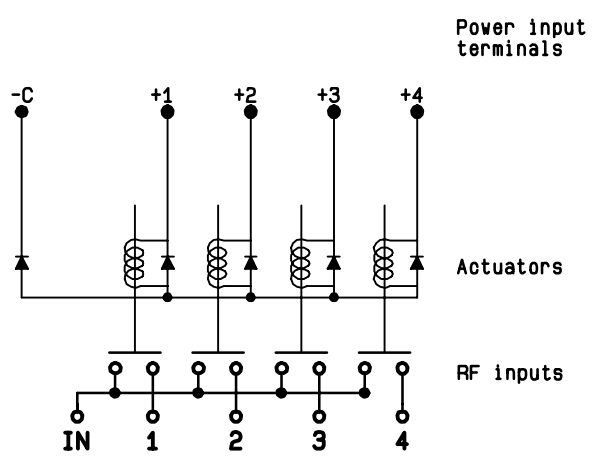 Power input
terminals
-C +1 +2 +3 +4
Actuators
RF inputs
IN 1 2 3 4